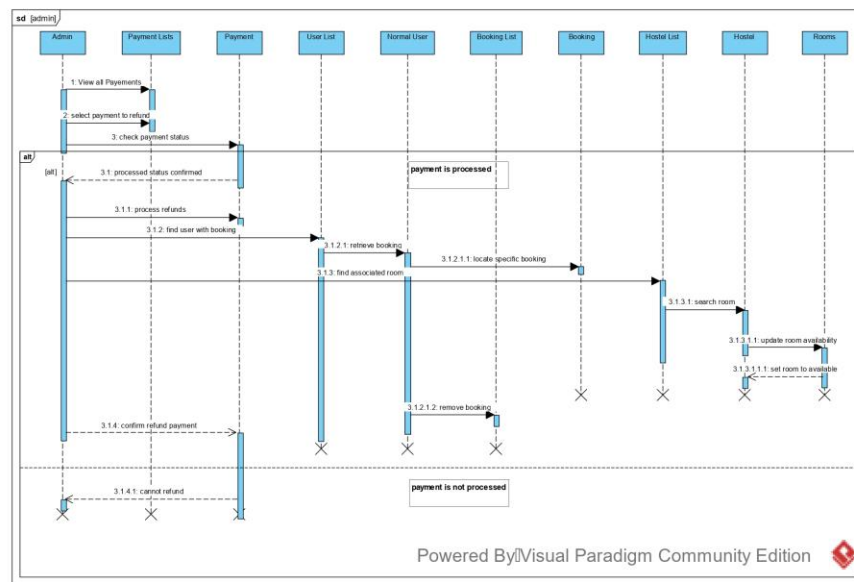 sd [admin]
Admin
Payment Lists
Payment
User List
Normal User
Booking List
Booking
Hostel List
Hostel
Rooms
1: View all Payements
2: select payment to refund
3: check payment status
alt
[alt]
payment is processed
3.1: processed status confirmed
3.1.1: process refunds
3.1.2: find user with booking
3.1.2.1: retrieve booking
3.1.2.1.1: locate specific booking
3.1.3: find associated room
3.1.3.1: search room
3.1.3.1.1: update room availability
3.1.3.1.1.1: set room to available
3.1.2.1.2: remove booking
3.1.4: confirm refund payment
payment is not processed
3.1.4.1: cannot refund
Powered By Visual Paradigm Community Edition